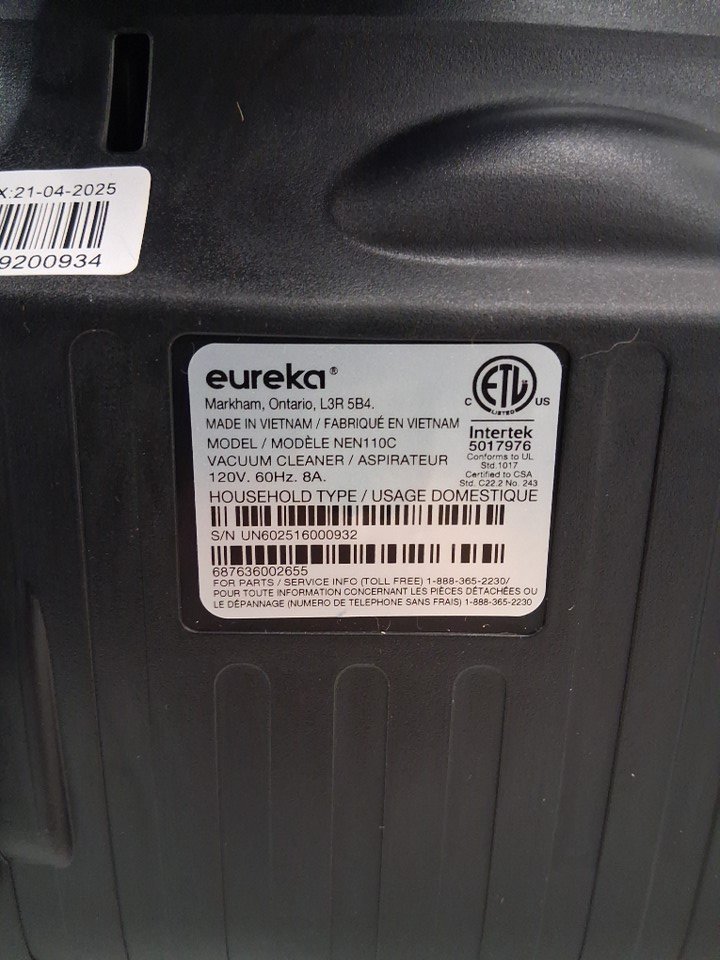 X:21-04-2025
9200934
eureka®
Markham, Ontario, L3R 5B4.
MADE IN VIETNAM / FABRIQUÉ EN VIETNAM
MODEL / MODÈLE NEN110C
VACUUM CLEANER / ASPIRATEUR
120V. 60Hz. 8A.
HOUSEHOLD TYPE / USAGE DOMESTIQUE
C ETL US
LISTED
Intertek
5017976
Conforms to UL
Std.1017
Certified to CSA
Std. C22.2 No. 243
S/N UN602516000932
687636002655
FOR PARTS / SERVICE INFO (TOLL FREE) 1-888-365-2230/
POUR TOUTE INFORMATION CONCERNANT LES PIÈCES DÉTACHÉES OU
LE DÉPANNAGE (NUMERO DE TELEPHONE SANS FRAIS) 1-888-365-2230